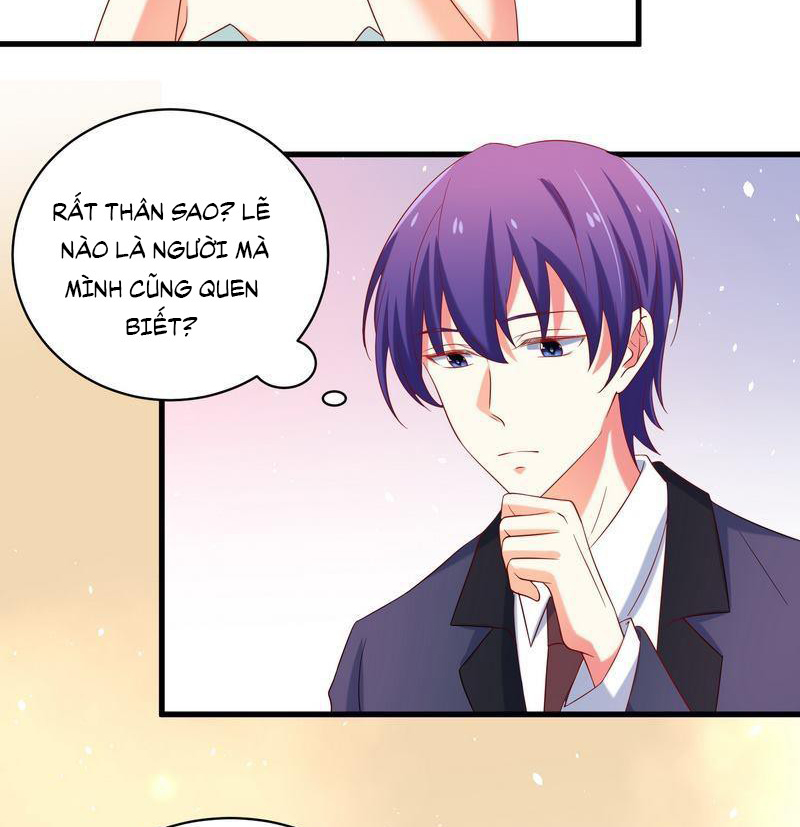 RẤT THÂN SAO? LẼ
NÀO LÀ NGƯỜI MÀ
MÌNH CŨNG QUEN
BIẾT?